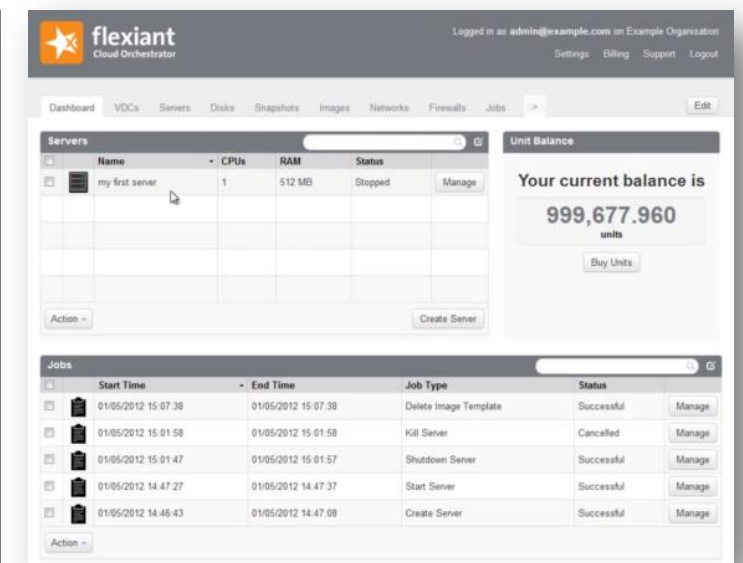 flexiant
Cloud Orchestrator
Logged in as admin@example.com on Example Organisation
Settings Billing Support Logout
Dashboard VDCs Servers Disks Snapshots Images Networks Firewalls Jobs > Edit
Servers
Name CPUs RAM Status
my first server 1 512 MB Stopped Manage
Action
Create Server
Unit Balance
Your current balance is
999,677.960
units
Buy Units
Jobs
Start Time End Time Job Type Status
01/05/2012 15:07:38 01/05/2012 15:07:38 Delete Image Template Successful Manage
01/05/2012 15:01:58 01/05/2012 15:01:58 Kill Server Cancelled Manage
01/05/2012 15:01:47 01/05/2012 15:01:57 Shutdown Server Successful Manage
01/05/2012 14:47:27 01/05/2012 14:47:37 Start Server Successful Manage
01/05/2012 14:46:43 01/05/2012 14:47:08 Create Server Successful Manage
Action